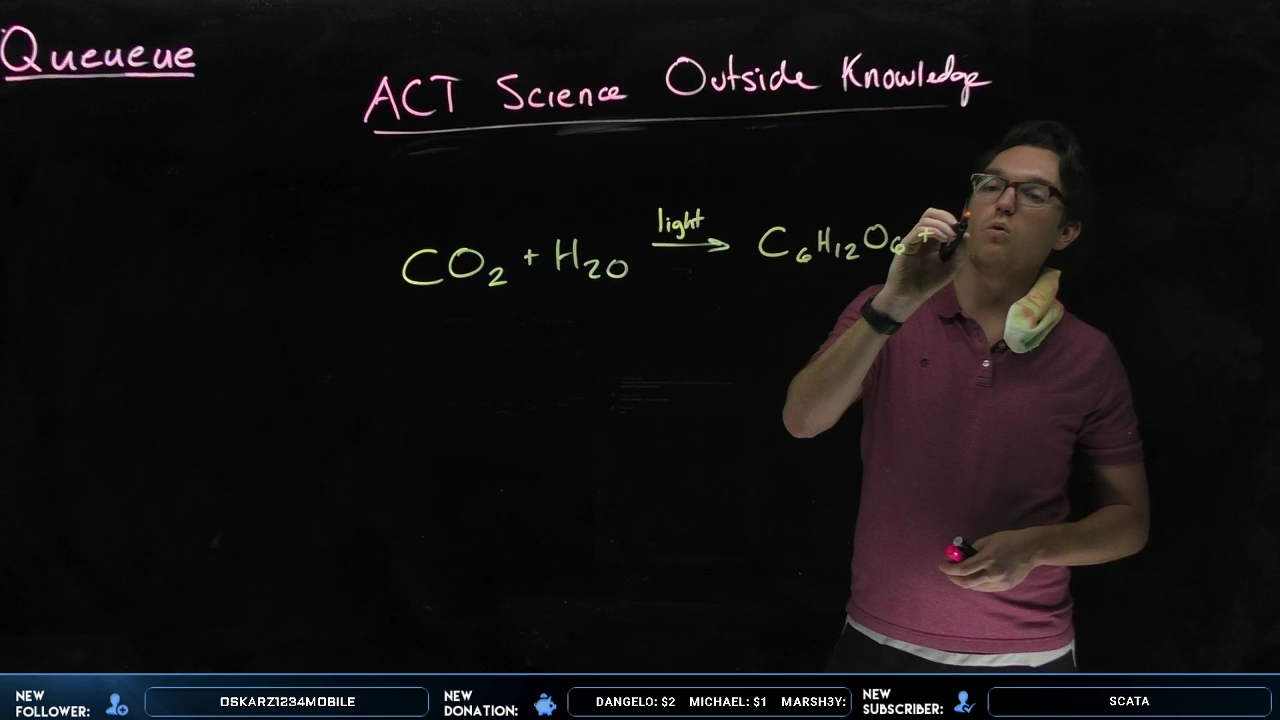 Queueue
ACT Science Outside Knowledge
light
CO₂ + H₂O → C₆H₁₂O₆ +
NEW FOLLOWER: OSKARZ1234MOBILE
NEW DONATION: DANGELO: $2 MICHAEL: $1 MARSH3Y:
NEW SUBSCRIBER: SCATA